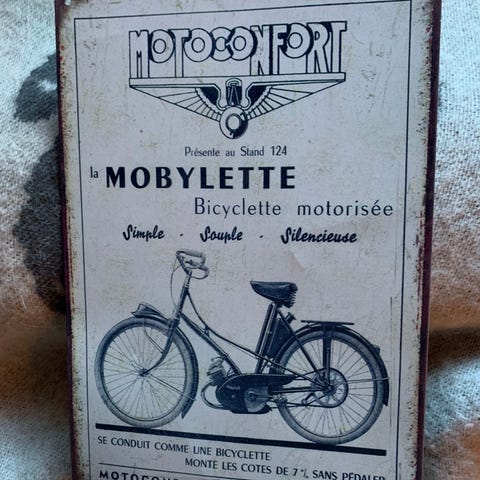 MOTOCONFORT
Présente au Stand 124
la MOBYLETTE
Bicyclette motorisée
Simple - Souple - Silencieuse
SE CONDUIT COMME UNE BICYCLETTE
MONTE LES COTES DE 7 % SANS PÉDALER